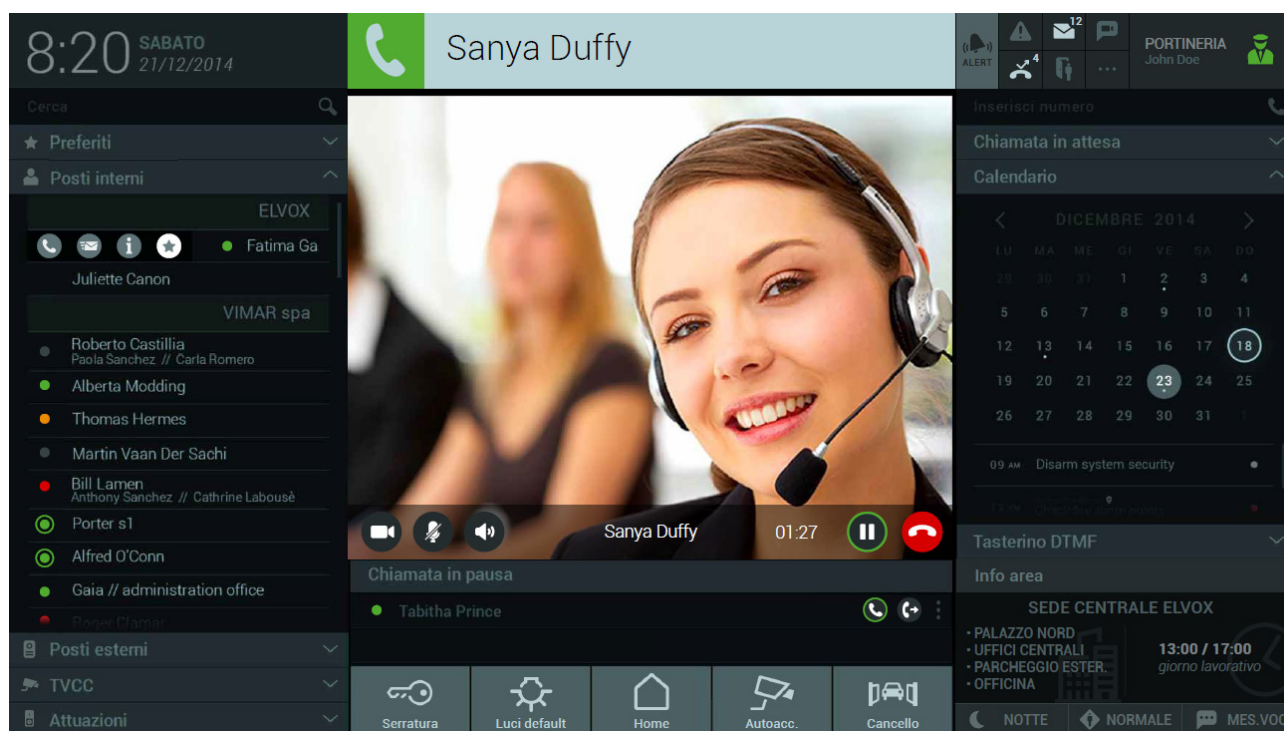 8:20 SABATO
21/12/2014
Cerca
Preferiti
Posti interni
ELVOX
Fatima Ga
Juliette Canon
VIMAR spa
Roberto Castillia
Paola Sanchez // Carla Romero
Alberta Modding
Thomas Hermes
Martin Vaan Der Sachi
Bill Lamen
Anthony Sanchez // Cathrine Labousè
Porter s1
Alfred O'Conn
Gaia // administration office
Roger Clamar
Posti esterni
TVCC
Attuazioni
Sanya Duffy
Sanya Duffy 01:27
Chiamata in pausa
Tabitha Prince
Serratura
Luci default
Home
Autoacc.
Cancello
ALERT
12
4
PORTINERIA
John Doe
Inserisci numero
Chiamata in attesa
Calendario
DICEMBRE 2014
LU MA ME GI VE SA DO
29 30 31 1 2 3 4
5 6 7 8 9 10 11
12 13 14 15 16 17 18
19 20 21 22 23 24 25
26 27 28 29 30 31 1
09 AM Disarm system security
Tasterino DTMF
Info area
SEDE CENTRALE ELVOX
• PALAZZO NORD
• UFFICI CENTRALI
• PARCHEGGIO ESTER.
• OFFICINA
13:00 / 17:00
giorno lavorativo
NOTTE
NORMALE
MES.VOC